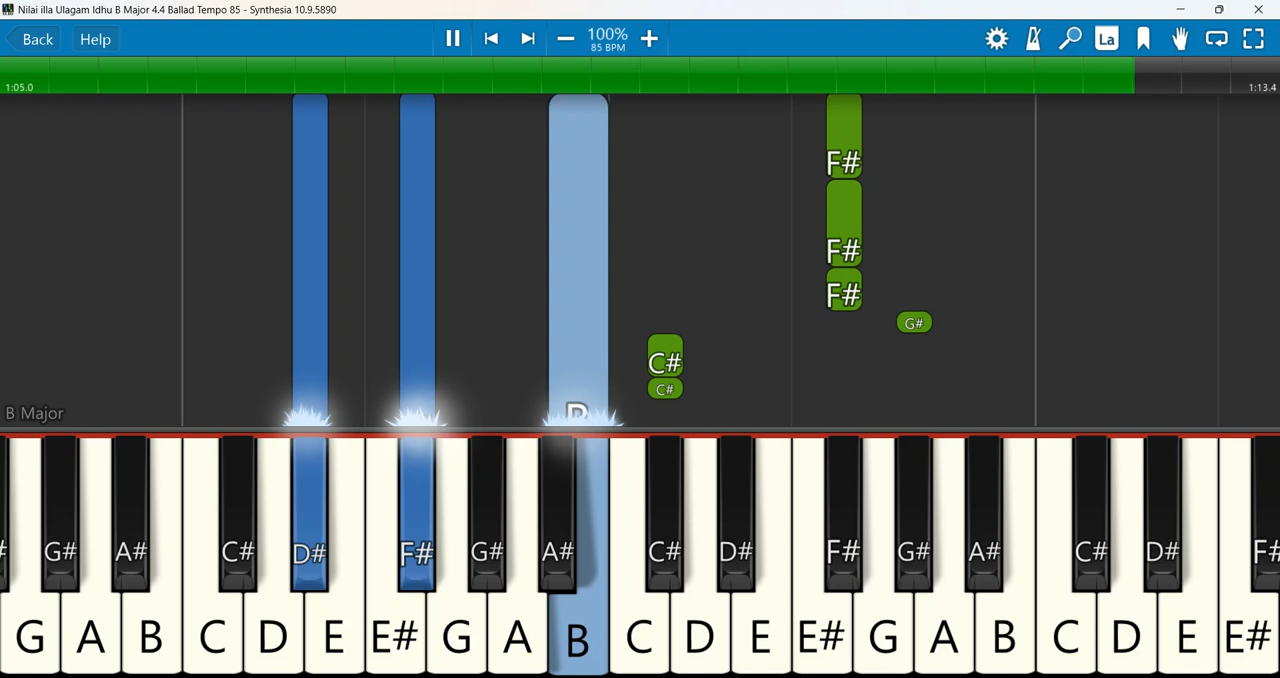 Nilai illa Ulagam Idhu B Major 4.4 Ballad Tempo 85 - Synthesia 10.9.5890
Back Help 100% La
85 BPM
1:05.0 1:13.4
F#
F#
F#
G#
C#
C#
B Major B
G# A# C# D# F# G# A# C# D# F# G# A# C# D# F#
G A B C D E E# G A B C D E E# G A B C D E E#